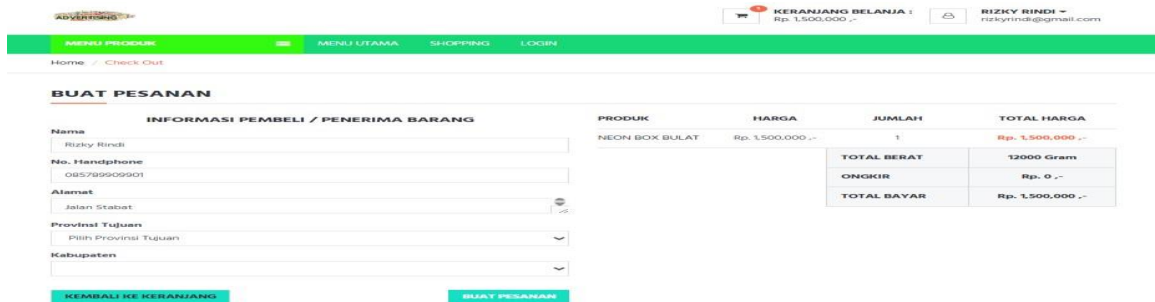 ADVERTISING
1
KERANJANG BELANJA :
Rp. 1,500,000 ,-
RIZKY RINDI
rizkyrindi@gmail.com
MENU PRODUK
MENU UTAMA
SHOPPING
LOGIN
Home / Check Out
BUAT PESANAN
INFORMASI PEMBELI / PENERIMA BARANG
Nama
Rizky Rindi
No. Handphone
085789909901
Alamat
Jalan Stabat
Provinsi Tujuan
Pilih Provinsi Tujuan
Kabupaten
KEMBALI KE KERANJANG
BUAT PESANAN
PRODUK HARGA JUMLAH TOTAL HARGA
NEON BOX BULAT Rp. 1,500,000 ,- 1 Rp. 1,500,000 ,-
TOTAL BERAT 12000 Gram
ONGKIR Rp. 0 ,-
TOTAL BAYAR Rp. 1,500,000 ,-